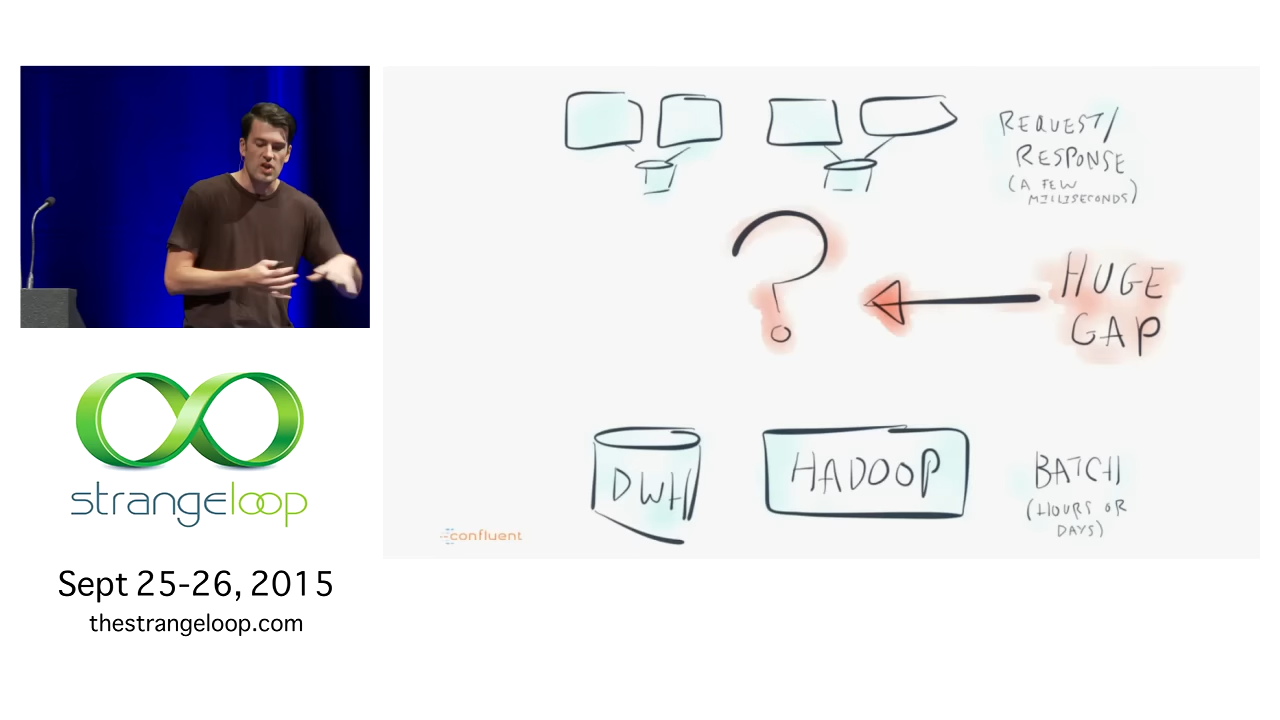 REQUEST/
RESPONSE
(A FEW
MILLISECONDS)
HUGE
GAP
DWH
HADOOP
BATCH
(HOURS OR
DAYS)
confluent
strangeloop
Sept 25-26, 2015
thestrangeloop.com